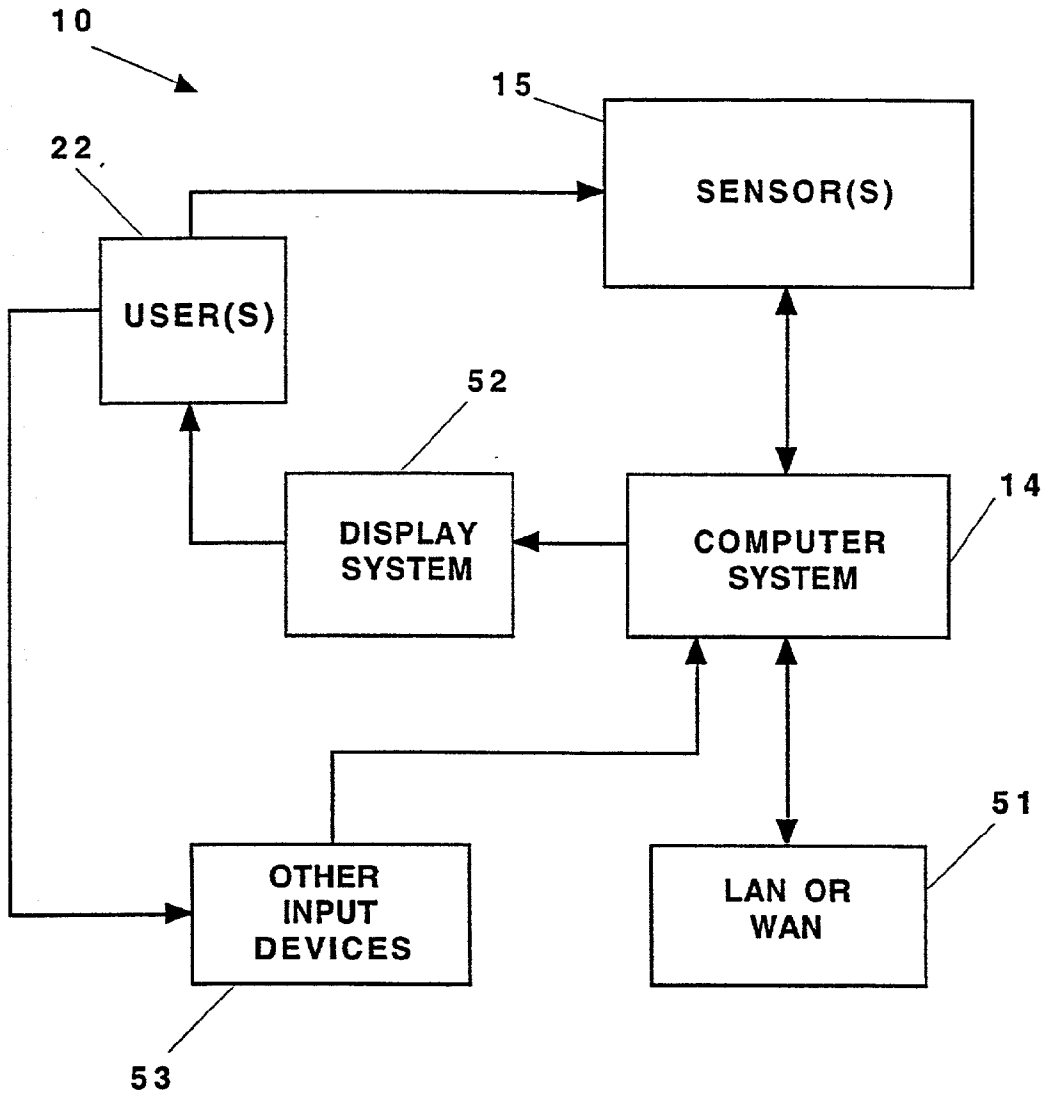 10
15
SENSOR(S)
22
USER(S)
52
DISPLAY
SYSTEM
14
COMPUTER
SYSTEM
51
OTHER
INPUT
DEVICES
LAN OR
WAN
53